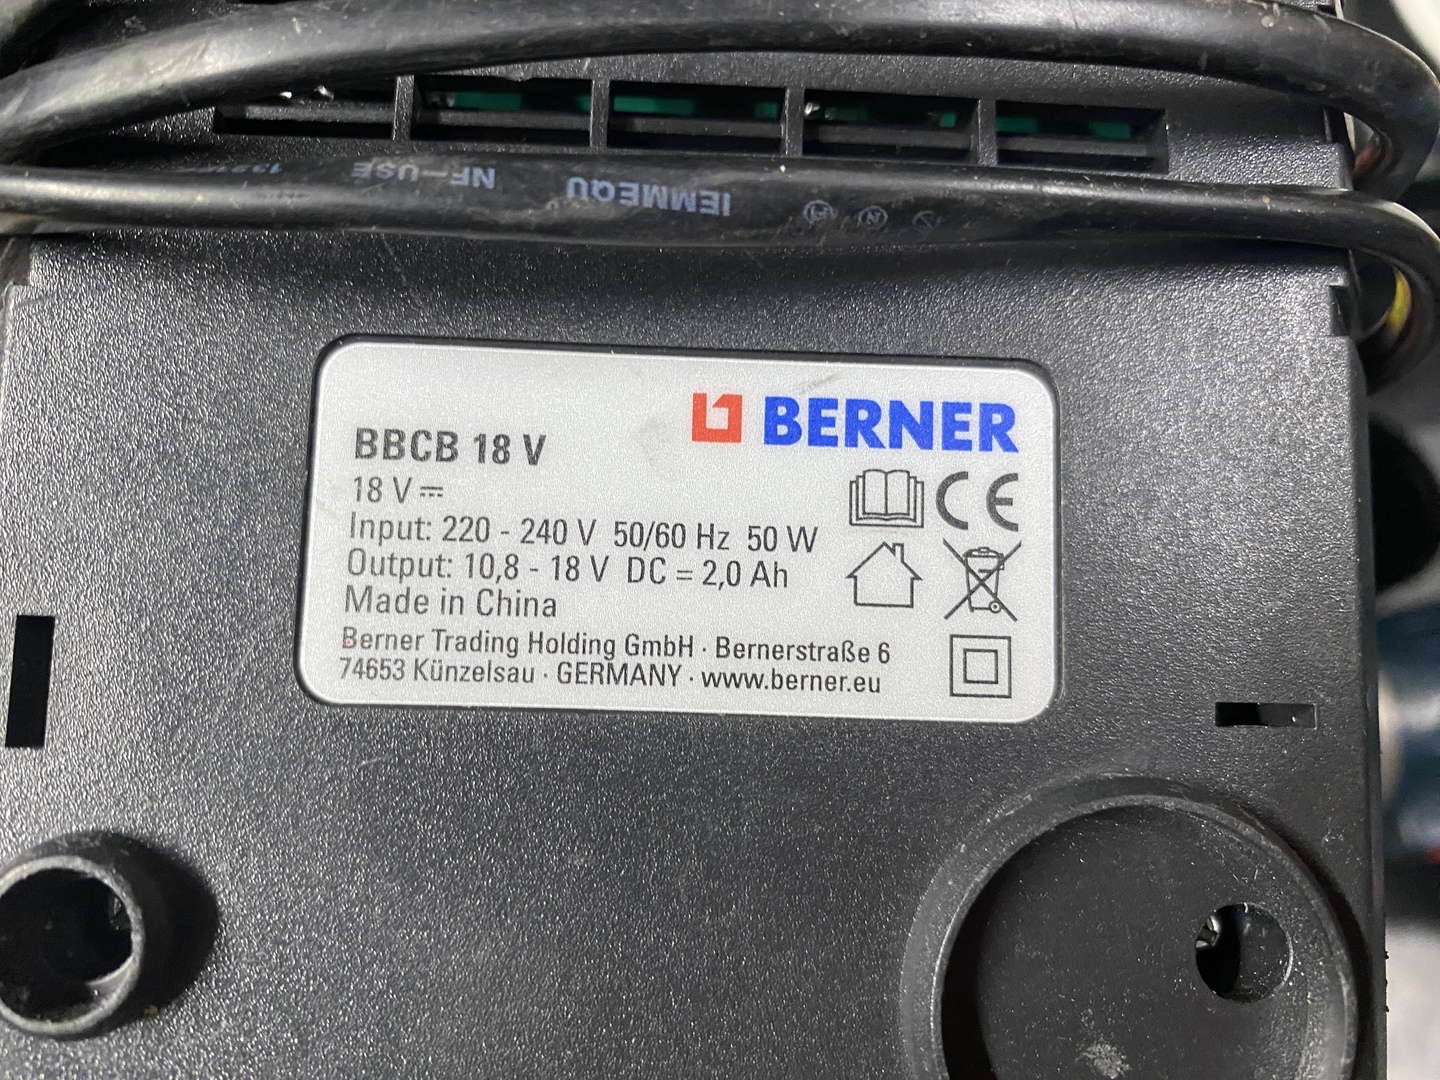 NF-USE IEMMEQU
BERNER
BBCB 18 V
18 V ⎓
Input: 220 - 240 V 50/60 Hz 50 W
Output: 10,8 - 18 V DC = 2,0 Ah
Made in China
Berner Trading Holding GmbH · Bernerstraße 6
74653 Künzelsau · GERMANY · www.berner.eu
CE